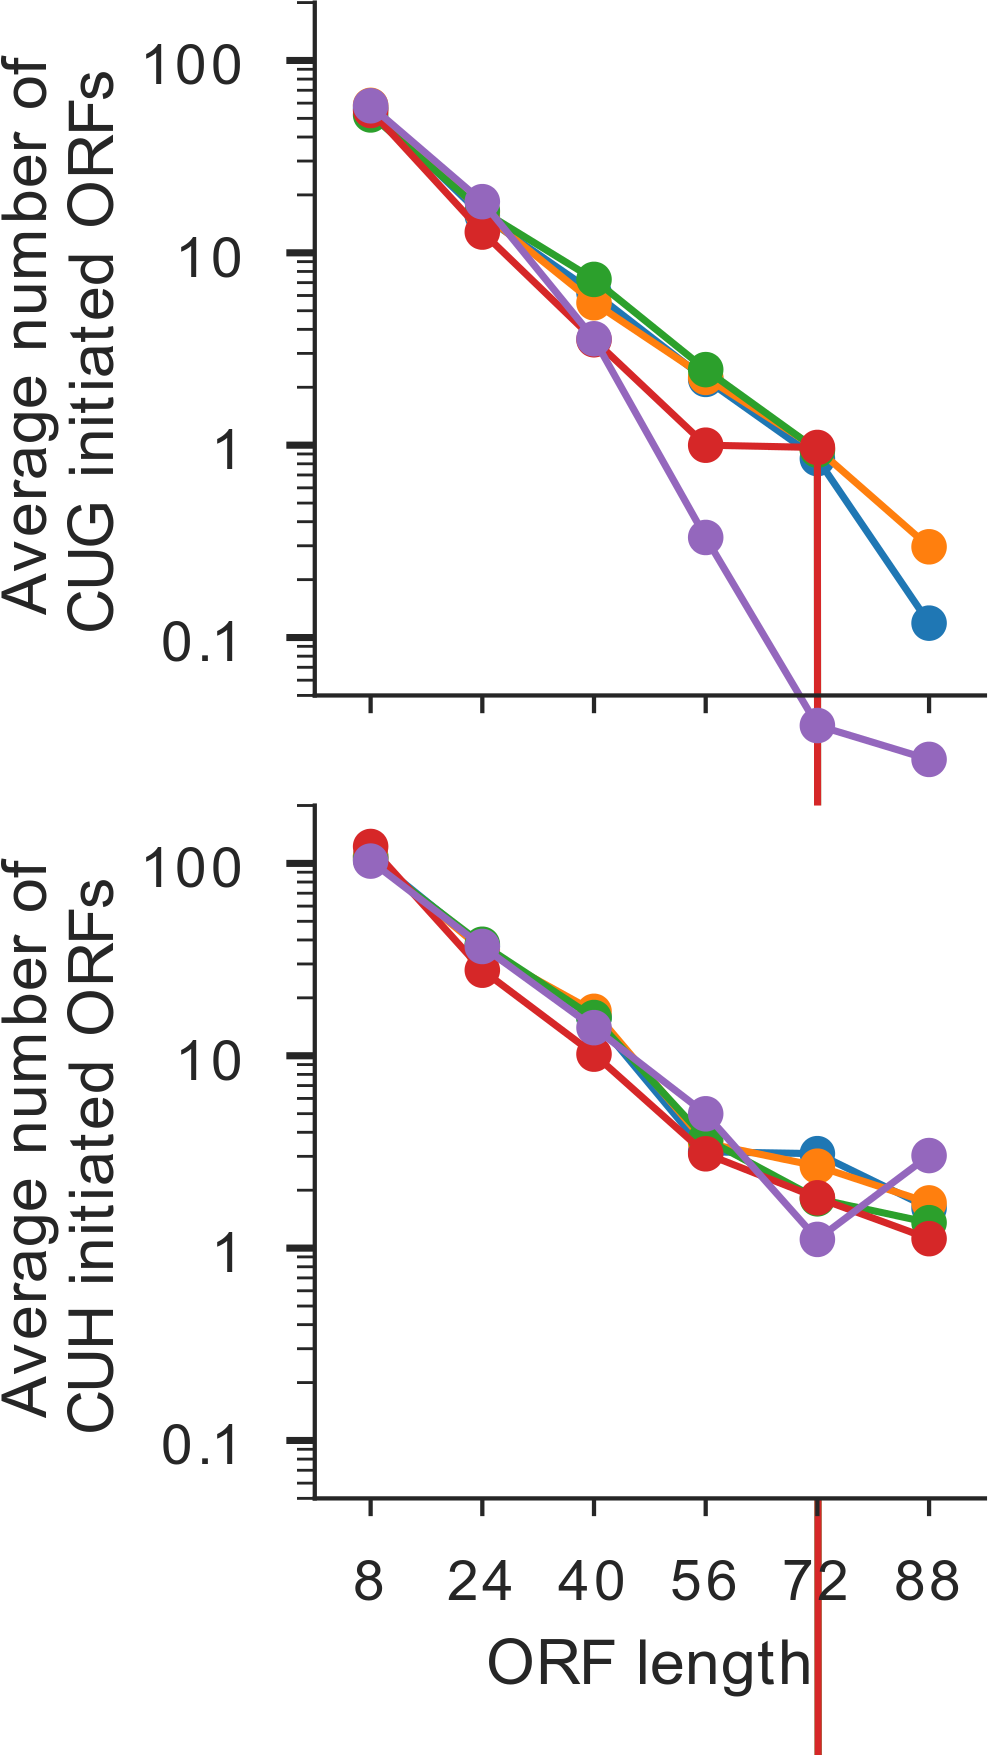 Average number of
CUG initiated ORFs
100
10
1
0.1
Average number of
CUH initiated ORFs
100
10
1
0.1
8 24 40 56 72 88
ORF length